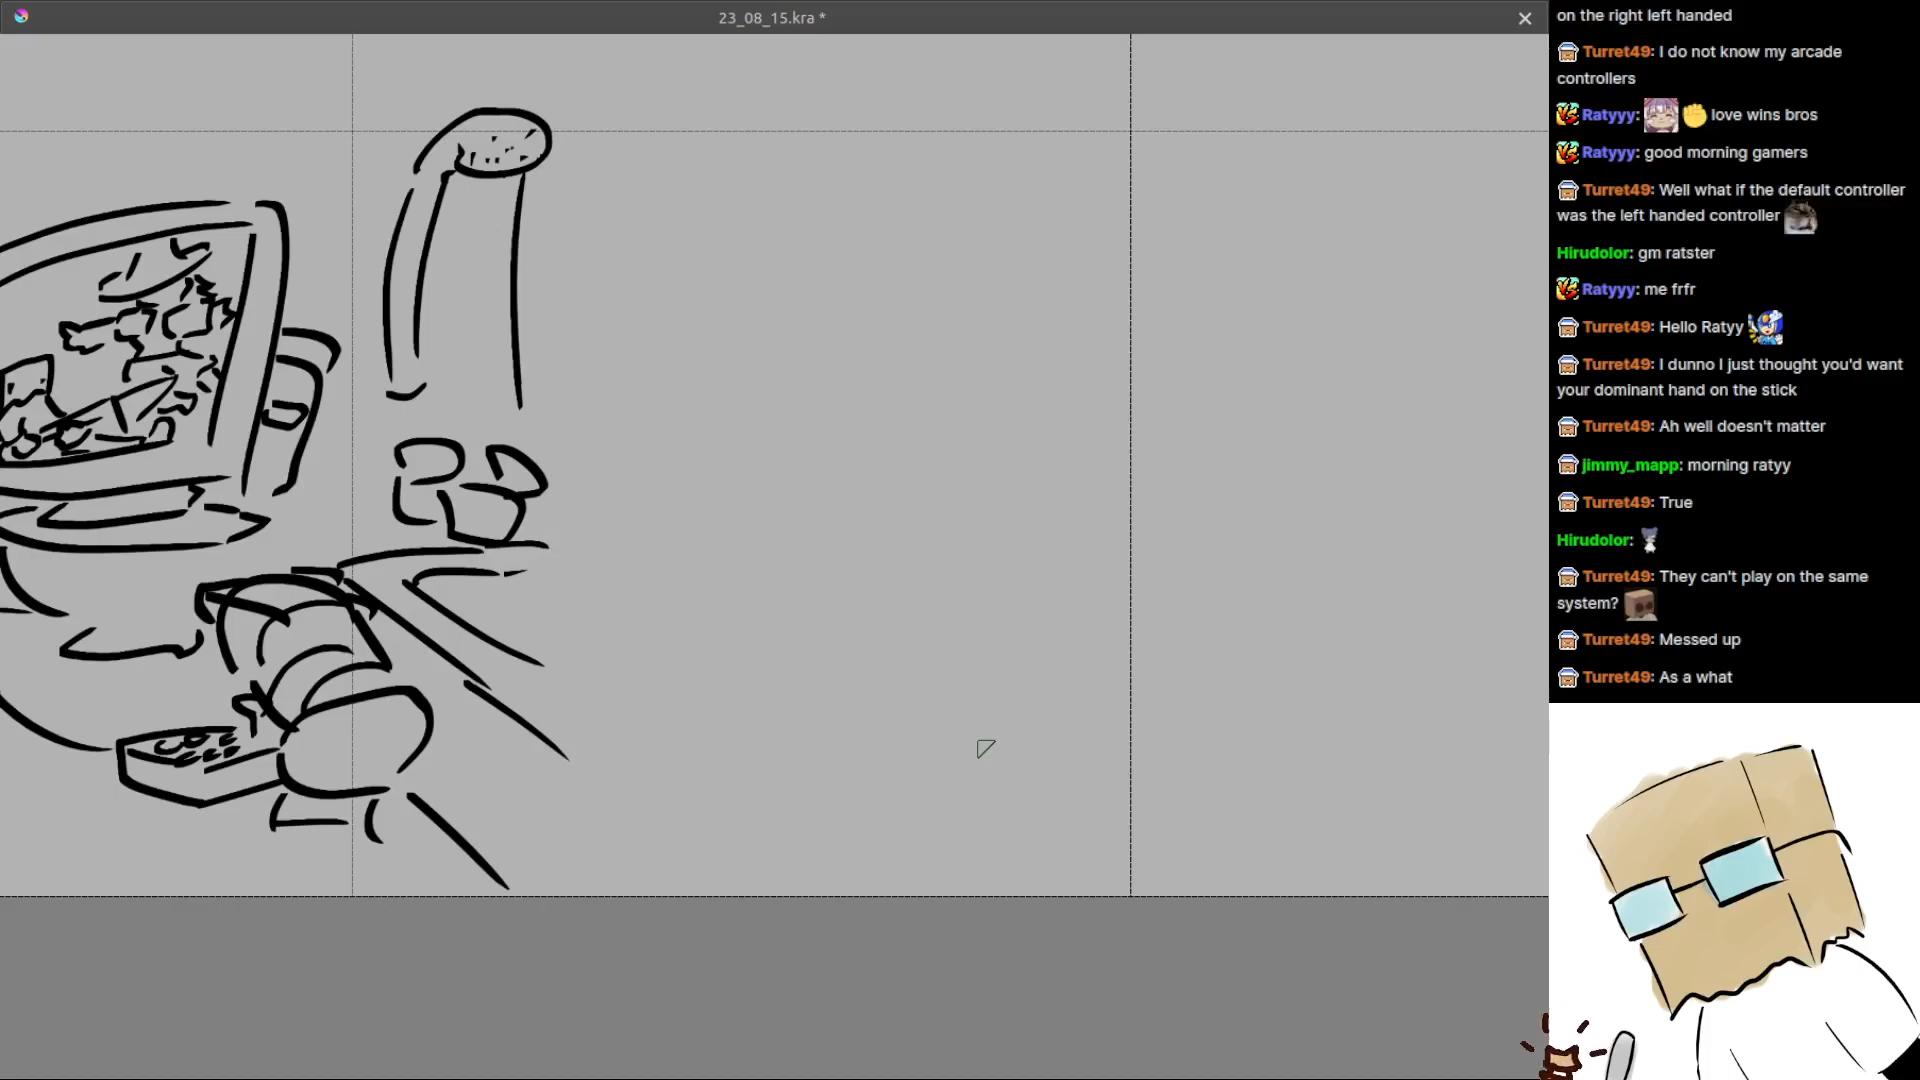 23_08_15.kra *
on the right left handed
Turret49: I do not know my arcade
controllers
Ratyyy: love wins bros
Ratyyy: good morning gamers
Turret49: Well what if the default controller
was the left handed controller
Hirudolor: gm ratster
Ratyyy: me frfr
Turret49: Hello Ratyy
Turret49: I dunno I just thought you'd want
your dominant hand on the stick
Turret49: Ah well doesn't matter
jimmy_mapp: morning ratyy
Turret49: True
Hirudolor:
Turret49: They can't play on the same
system?
Turret49: Messed up
Turret49: As a what